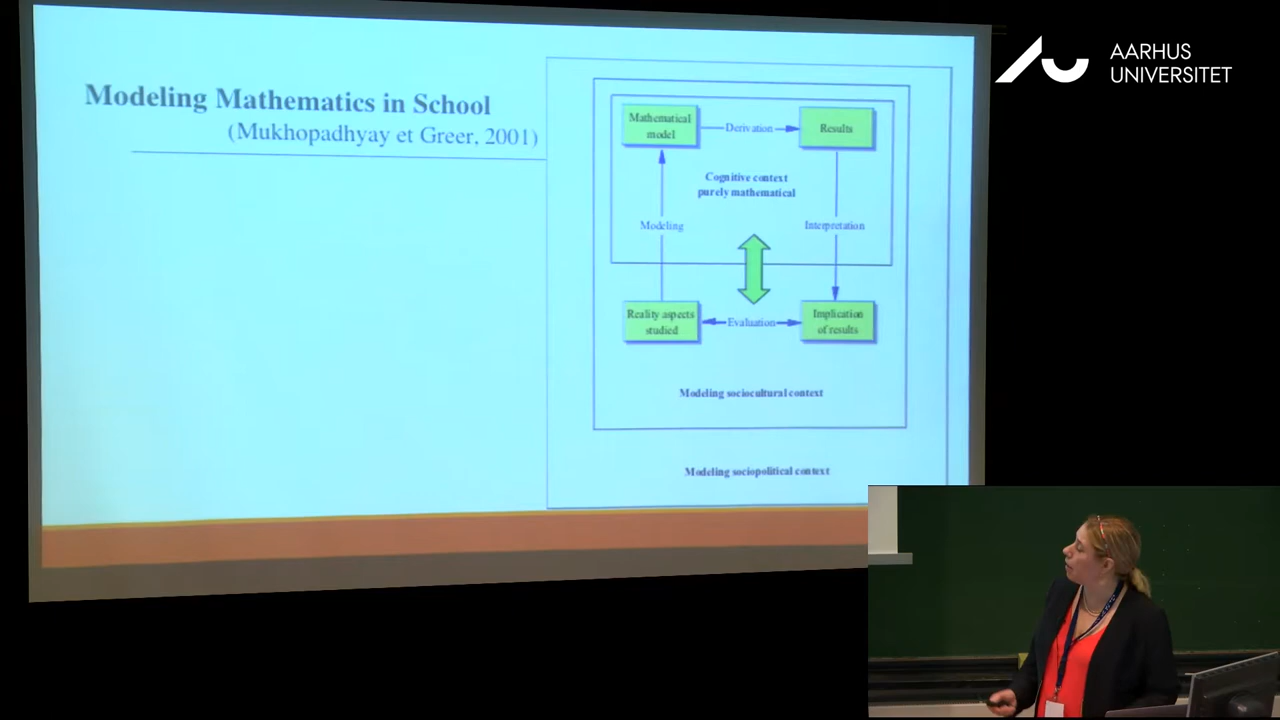 Modeling Mathematics in School
(Mukhopadhyay et Greer, 2001)
Mathematical
model
Derivation
Results
Cognitive context
purely mathematical
Modeling
Interpretation
Reality aspects
studied
Evaluation
Implication
of results
Modeling sociocultural context
Modeling sociopolitical context
AARHUS
UNIVERSITET